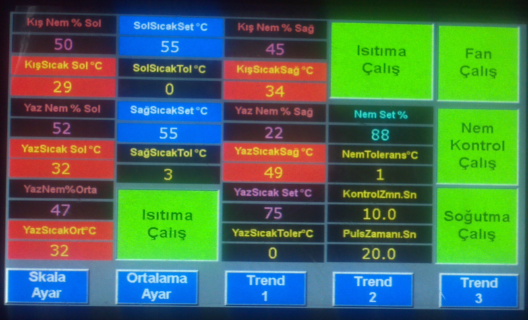 Kış Nem % Sol
50
KışSıcak Sol °C
29
Yaz Nem % Sol
52
YazSıcak Sol °C
32
YazNem%Orta
47
YazSıcakOrt°C
32
Skala
Ayar
SolSıcakSet °C
55
SolSıcakTol °C
0
SağSıcakSet °C
55
SağSıcakTol °C
3
Isıtıma
Çalış
Ortalama
Ayar
Kış Nem % Sağ
45
KışSıcakSağ °C
34
Yaz Nem % Sağ
22
YazSıcakSağ°C
49
YazSıcak Set °C
75
YazSıcakToler°C
0
Trend
1
Isıtıma
Çalış
Nem Set %
88
NemTolerans°C
1
KontrolZmn.Sn
10.0
PulsZamanı.Sn
20.0
Trend
2
Fan
Çalış
Nem
Kontrol
Çalış
Soğutma
Çalış
Trend
3